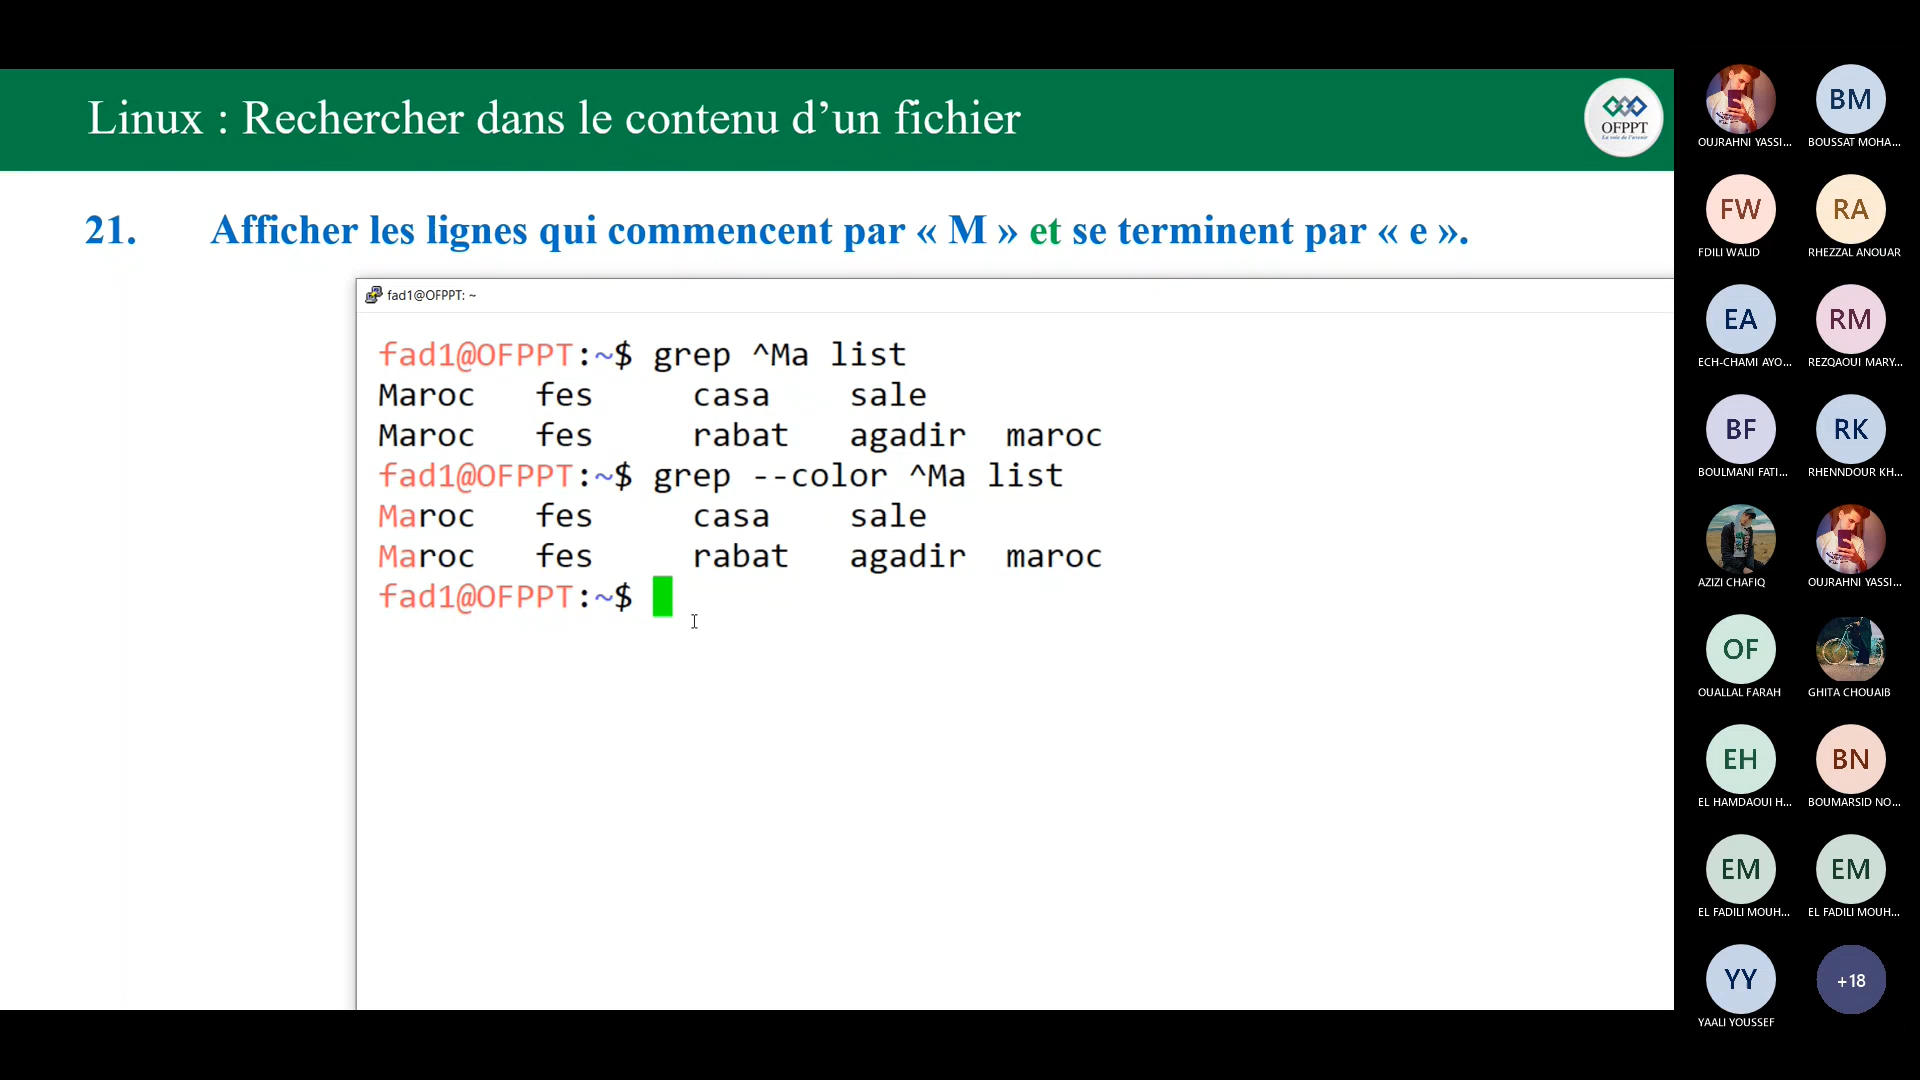 Linux : Rechercher dans le contenu d’un fichier
OFPPT
La voie de l'avenir
21. Afficher les lignes qui commencent par « M » et se terminent par « e ».
fad1@OFPPT: ~
fad1@OFPPT:~$ grep ^Ma list
Maroc fes casa sale
Maroc fes rabat agadir maroc
fad1@OFPPT:~$ grep --color ^Ma list
Maroc fes casa sale
Maroc fes rabat agadir maroc
fad1@OFPPT:~$
OUJRAHNI YASSI...
BM
BOUSSAT MOHA...
FW
FDILI WALID
RA
RHEZZAL ANOUAR
EA
ECH-CHAMI AYO...
RM
REZQAOUI MARY...
BF
BOULMANI FATI...
RK
RHENNDOUR KH...
AZIZI CHAFIQ
OUJRAHNI YASSI...
OF
OUALLAL FARAH
GHITA CHOUAIB
EH
EL HAMDAOUI H...
BN
BOUMARSID NO...
EM
EL FADILI MOUH...
EM
EL FADILI MOUH...
YY
YAALI YOUSSEF
+18